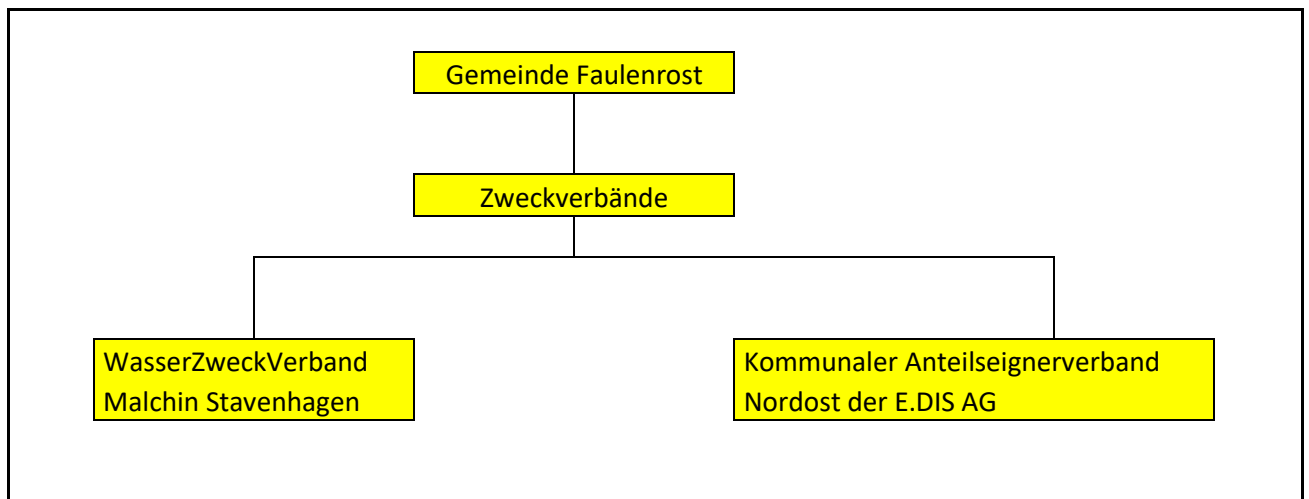 Gemeinde Faulenrost
Zweckverbände
WasserZweckVerband
Malchin Stavenhagen
Kommunaler Anteilseignerverband
Nordost der E.DIS AG